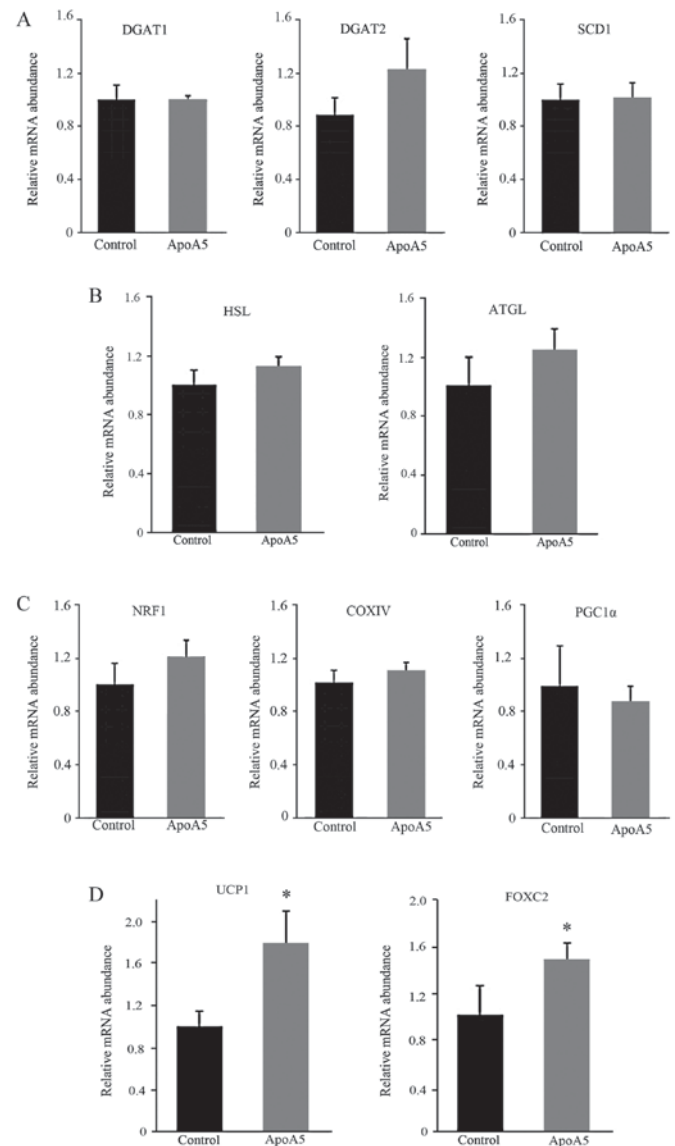 A
DGAT1 DGAT2 SCD1
Relative mRNA abundance
1.6
1.2
0.8
0.4
0
Control ApoA5
Relative mRNA abundance
1.6
1.2
0.8
0.4
0
Control ApoA5
Relative mRNA abundance
1.6
1.2
0.8
0.4
0
Control ApoA5
B
HSL ATGL
Relative mRNA abundance
1.6
1.2
0.8
0.4
0
Control ApoA5
Relative mRNA abundance
1.6
1.2
0.8
0.4
0
Control ApoA5
C
NRF1 COXIV PGC1α
Relative mRNA abundance
1.6
1.2
0.8
0.4
0
Control ApoA5
Relative mRNA abundance
1.6
1.2
0.8
0.4
0
Control ApoA5
Relative mRNA abundance
1.6
1.2
0.8
0.4
0
Control ApoA5
D
UCP1 FOXC2
Relative mRNA abundance
2.0
1.6
1.2
0.8
0.4
0
*
Control ApoA5
Relative mRNA abundance
2.0
1.6
1.2
0.8
0.4
0
*
Control ApoA5